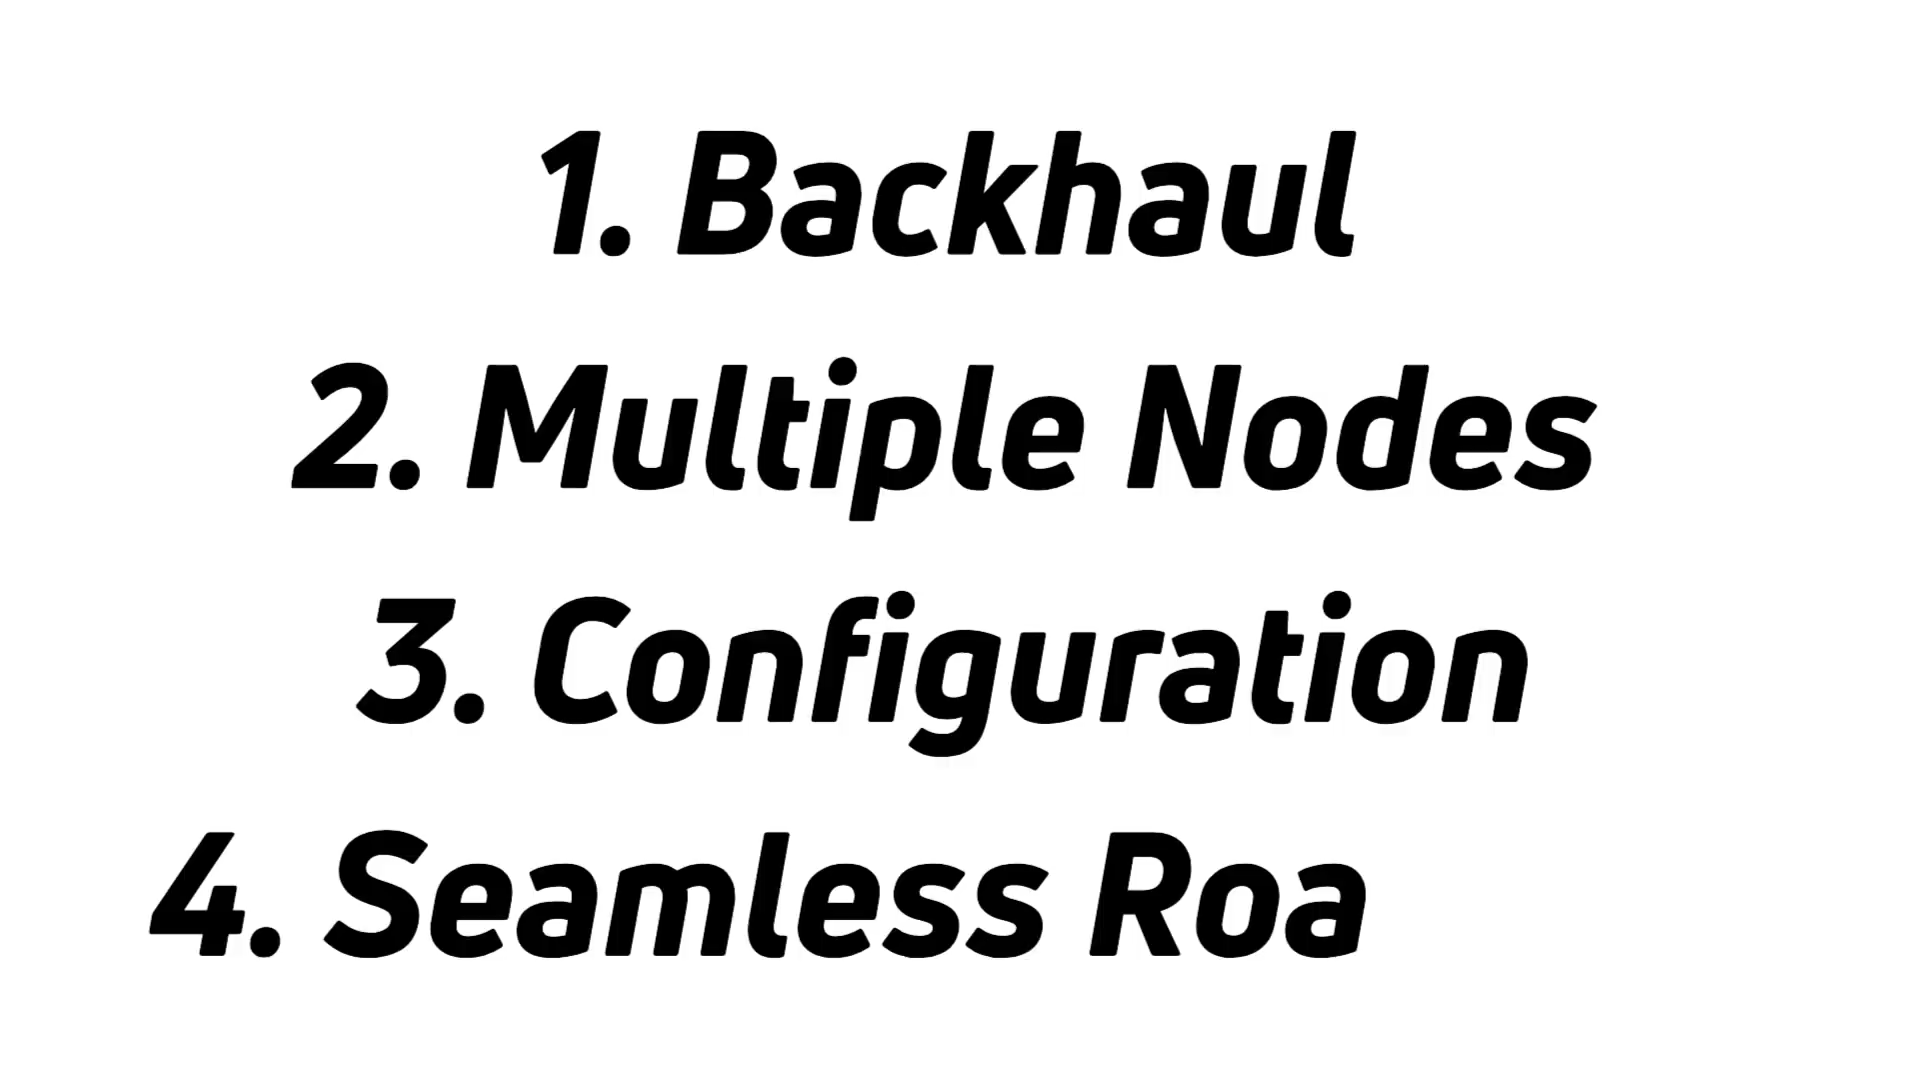 1. Backhaul
2. Multiple Nodes
3. Configuration
4. Seamless Roa